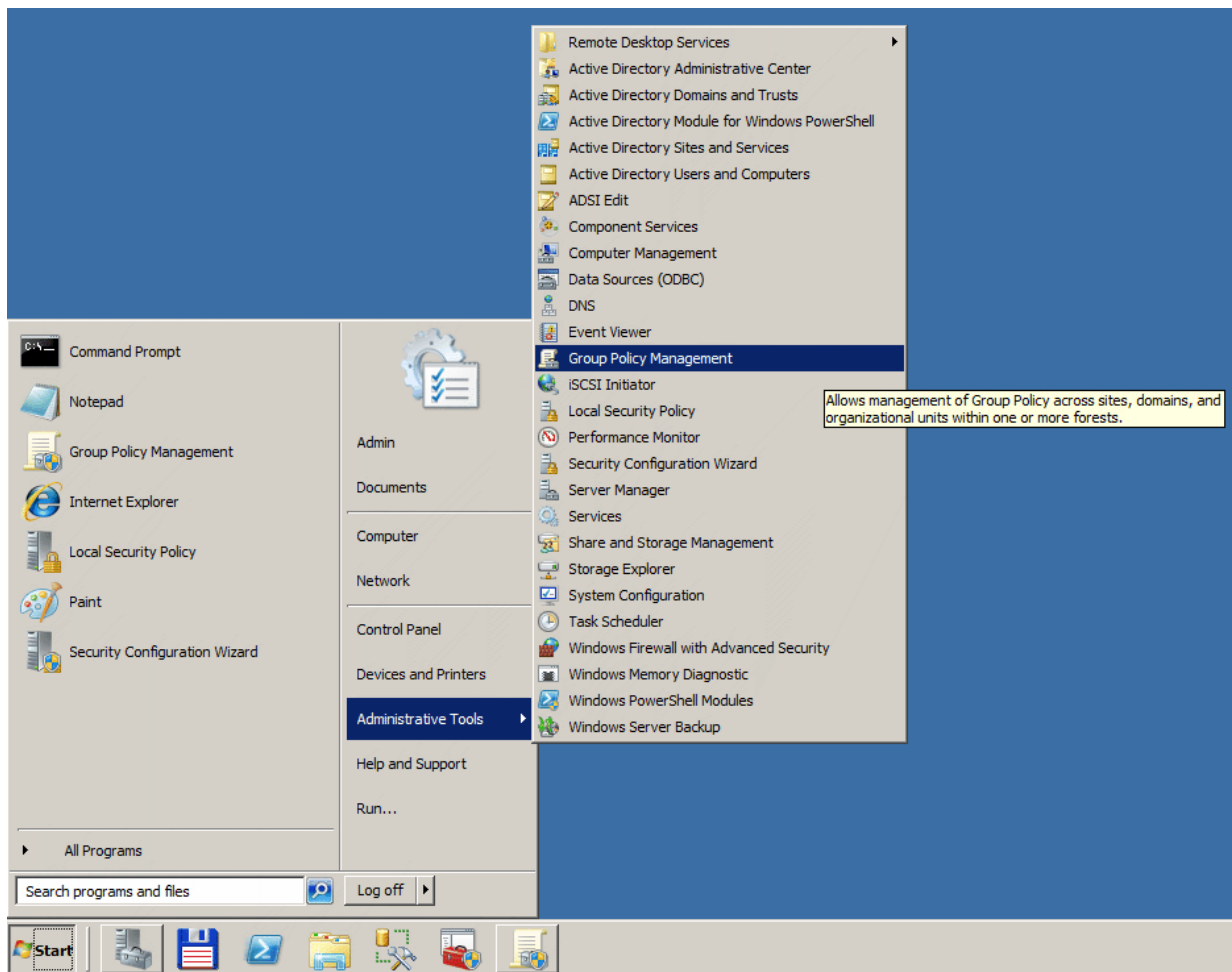 Remote Desktop Services
Active Directory Administrative Center
Active Directory Domains and Trusts
Active Directory Module for Windows PowerShell
Active Directory Sites and Services
Active Directory Users and Computers
ADSI Edit
Component Services
Computer Management
Data Sources (ODBC)
DNS
Event Viewer
Group Policy Management
iSCSI Initiator
Local Security Policy
Performance Monitor
Security Configuration Wizard
Server Manager
Services
Share and Storage Management
Storage Explorer
System Configuration
Task Scheduler
Windows Firewall with Advanced Security
Windows Memory Diagnostic
Windows PowerShell Modules
Windows Server Backup
Allows management of Group Policy across sites, domains, and
organizational units within one or more forests.
C:\_
Command Prompt
Notepad
Group Policy Management
Internet Explorer
Local Security Policy
Paint
Security Configuration Wizard
All Programs
Search programs and files
Admin
Documents
Computer
Network
Control Panel
Devices and Printers
Administrative Tools
Help and Support
Run...
Log off
Start